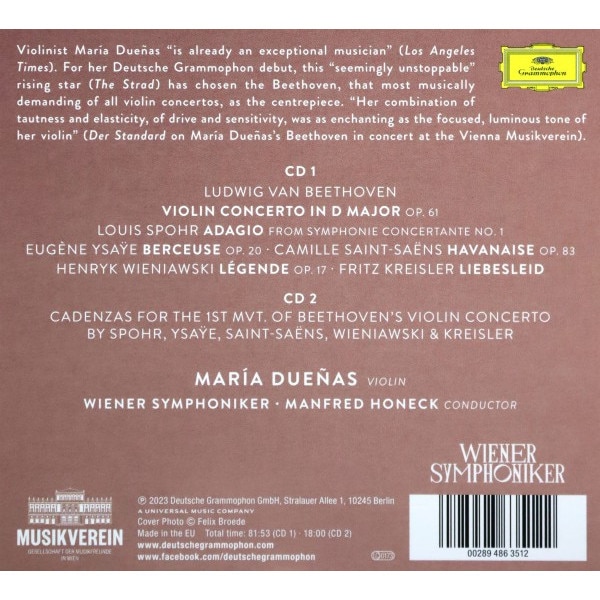 Violinist María Dueñas “is already an exceptional musician” (Los Angeles
Times). For her Deutsche Grammophon debut, this “seemingly unstoppable”
rising star (The Strad) has chosen the Beethoven, that most musically
demanding of all violin concertos, as the centrepiece. “Her combination of
tautness and elasticity, of drive and sensitivity, was as enchanting as the focused, luminous tone of
her violin” (Der Standard on María Dueñas’s Beethoven in concert at the Vienna Musikverein).
Deutsche
Grammophon
CD 1
LUDWIG VAN BEETHOVEN
VIOLIN CONCERTO IN D MAJOR OP. 61
LOUIS SPOHR ADAGIO FROM SYMPHONIE CONCERTANTE NO. 1
EUGÈNE YSAŸE BERCEUSE OP. 20 · CAMILLE SAINT-SAËNS HAVANAISE OP. 83
HENRYK WIENIAWSKI LÉGENDE OP. 17 · FRITZ KREISLER LIEBESLEID
CD 2
CADENZAS FOR THE 1ST MVT. OF BEETHOVEN’S VIOLIN CONCERTO
BY SPOHR, YSAŸE, SAINT-SAËNS, WIENIAWSKI & KREISLER
MARÍA DUEÑAS VIOLIN
WIENER SYMPHONIKER · MANFRED HONECK CONDUCTOR
WIENER
SYMPHONIKER
MUSIKVEREIN
GESELLSCHAFT DER MUSIKFREUNDE
IN WIEN
℗ 2023 Deutsche Grammophon GmbH, Stralauer Allee 1, 10245 Berlin
A UNIVERSAL MUSIC COMPANY
Cover Photo © Felix Broede
Made in the EU Total time: 81:53 (CD 1) · 18:00 (CD 2)
www.deutschegrammophon.com
www.facebook.com/deutschegrammophon
00289 486 3512